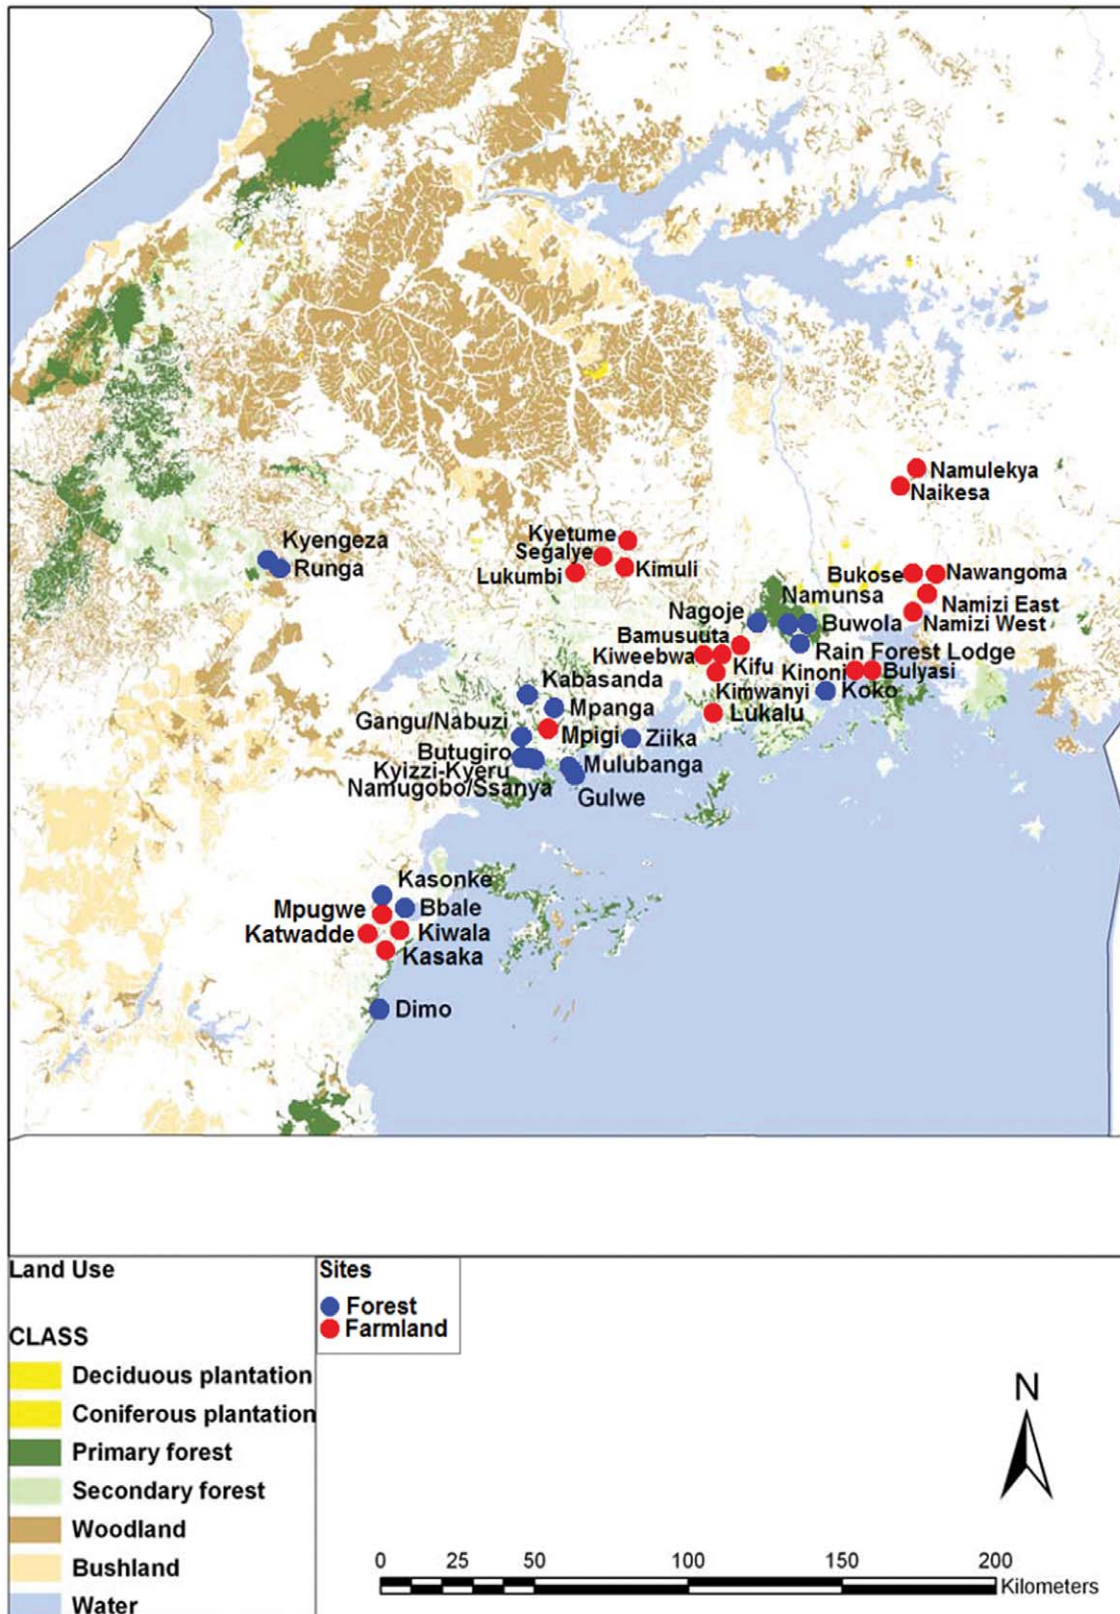 Namulekya
Naikesa
Kyetume
Kyengeza
Segalye
Runga
Lukumbi
Kimuli
Bukose
Nawangoma
Namunsa
Namizi East
Nagoje
Buwola
Namizi West
Bamusuuta
Rain Forest Lodge
Kiweebwa
Kifu
Kinoni
Bulyasi
Kabasanda
Kimwanyi
Koko
Mpanga
Lukalu
Gangu/Nabuzi
Mpigi
Ziika
Butugiro
Mulubanga
Kyizzi-Kyeru
Namugobo/Ssanya
Gulwe
Kasonke
Mpugwe
Bbale
Katwadde
Kiwala
Kasaka
Dimo
Land Use
CLASS
Deciduous plantation
Coniferous plantation
Primary forest
Secondary forest
Woodland
Bushland
Water
Sites
Forest
Farmland
N
0 25 50 100 150 200
Kilometers